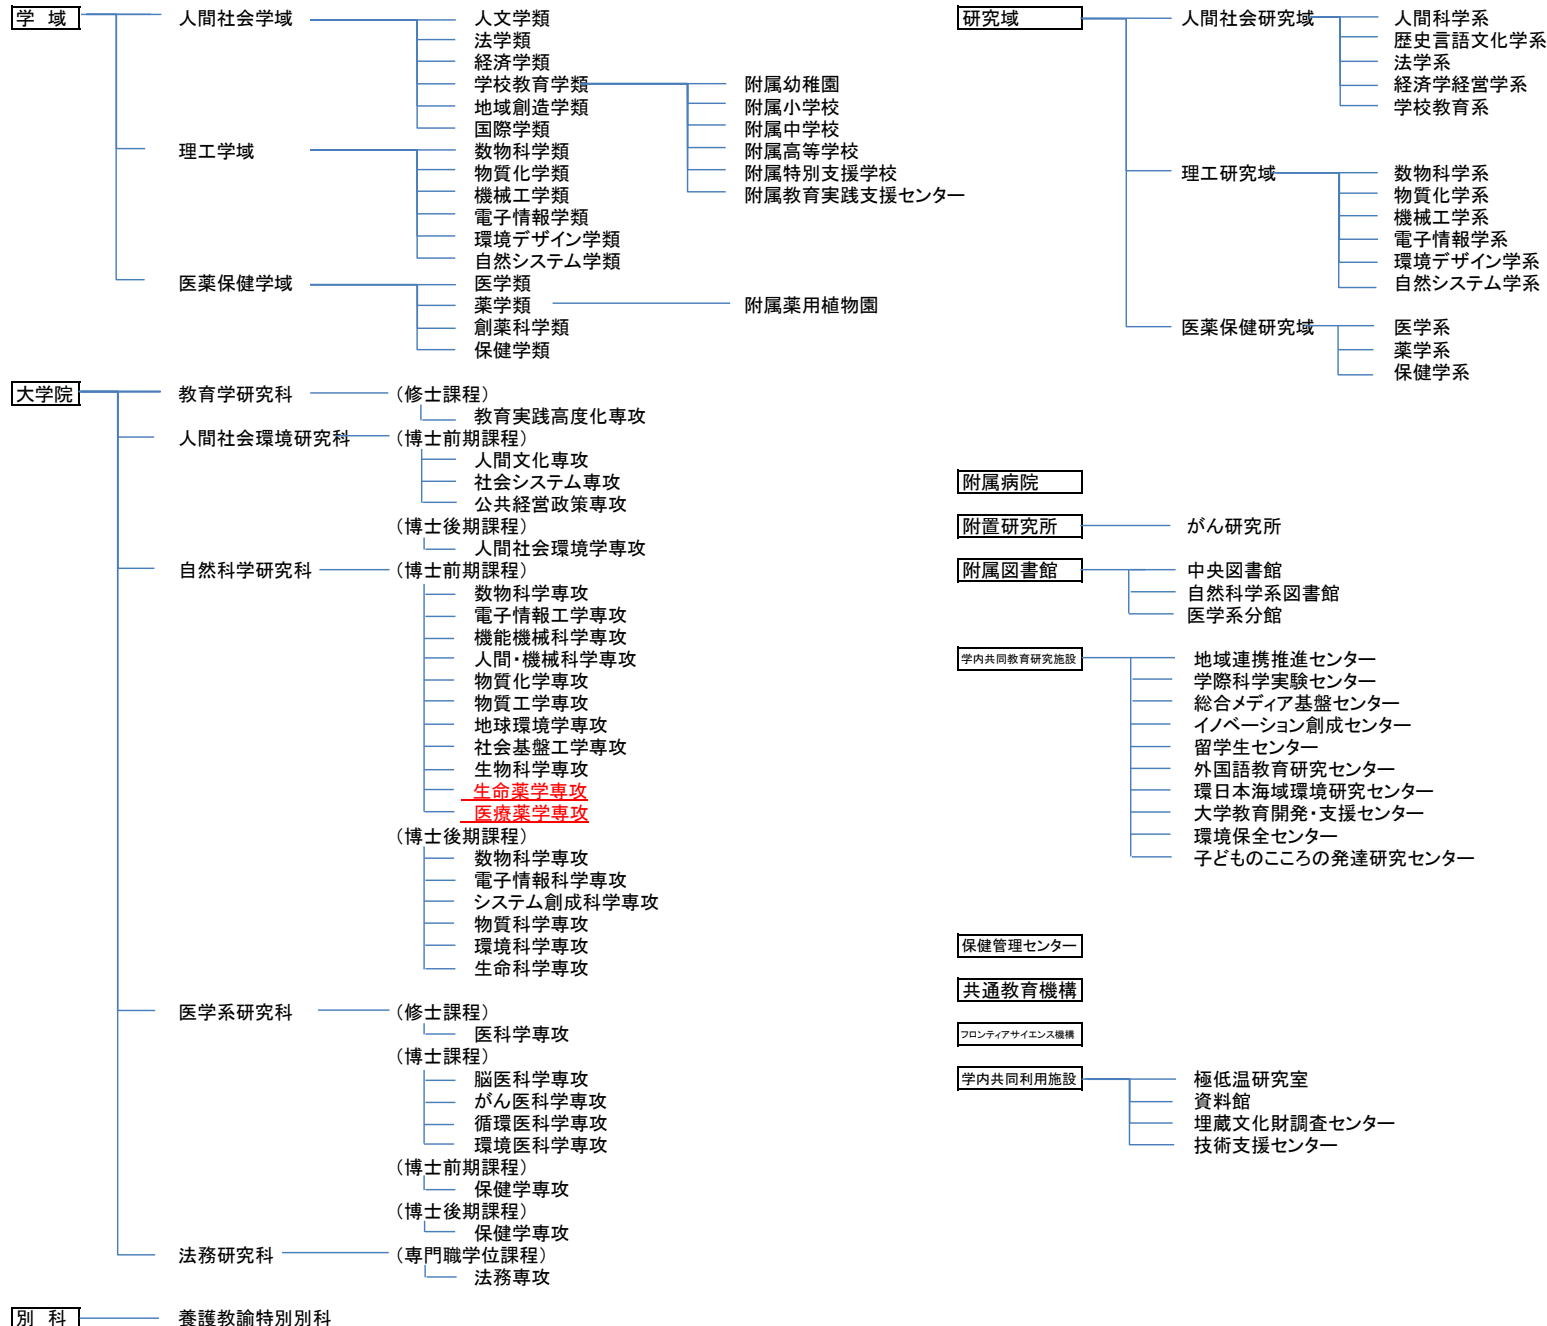 学 域
人間社会学域
人文学類
法学類
経済学類
学校教育学類
附属幼稚園
附属小学校
附属中学校
附属高等学校
附属特別支援学校
附属教育実践支援センター
地域創造学類
国際学類
理工学域
数物科学類
物質化学類
機械工学類
電子情報学類
環境デザイン学類
自然システム学類
医薬保健学域
医学類
薬学類
附属薬用植物園
創薬科学類
保健学類
大学院
教育学研究科
(修士課程)
教育実践高度化専攻
人間社会環境研究科
(博士前期課程)
人間文化専攻
社会システム専攻
公共経営政策専攻
(博士後期課程)
人間社会環境学専攻
自然科学研究科
(博士前期課程)
数物科学専攻
電子情報工学専攻
機能機械科学専攻
人間・機械科学専攻
物質化学専攻
物質工学専攻
地球環境学専攻
社会基盤工学専攻
生物科学専攻
生命薬学専攻
医療薬学専攻
(博士後期課程)
数物科学専攻
電子情報科学専攻
システム創成科学専攻
物質科学専攻
環境科学専攻
生命科学専攻
医学系研究科
(修士課程)
医科学専攻
(博士課程)
脳医科学専攻
がん医科学専攻
循環医科学専攻
環境医科学専攻
(博士前期課程)
保健学専攻
(博士後期課程)
保健学専攻
法務研究科
(専門職学位課程)
法務専攻
別 科
養護教諭特別別科
研究域
人間社会研究域
人間科学系
歴史言語文化学系
法学系
経済学経営学系
学校教育系
理工研究域
数物科学系
物質化学系
機械工学系
電子情報学系
環境デザイン学系
自然システム学系
医薬保健研究域
医学系
薬学系
保健学系
附属病院
附置研究所
がん研究所
附属図書館
中央図書館
自然科学系図書館
医学系分館
学内共同教育研究施設
地域連携推進センター
学際科学実験センター
総合メディア基盤センター
イノベーション創成センター
留学生センター
外国語教育研究センター
環日本海域環境研究センター
大学教育開発・支援センター
環境保全センター
子どものこころの発達研究センター
保健管理センター
共通教育機構
フロンティアサイエンス機構
学内共同利用施設
極低温研究室
資料館
埋蔵文化財調査センター
技術支援センター